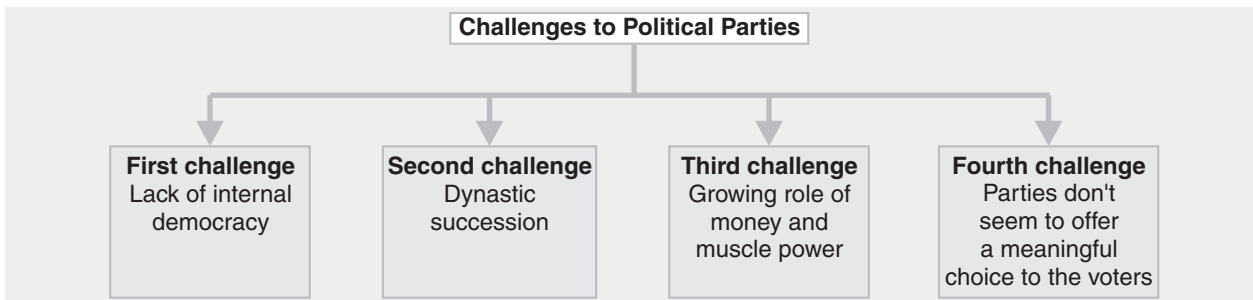 Challenges to Political Parties
First challenge
Lack of internal
democracy
Second challenge
Dynastic
succession
Third challenge
Growing role of
money and
muscle power
Fourth challenge
Parties don't
seem to offer
a meaningful
choice to the voters